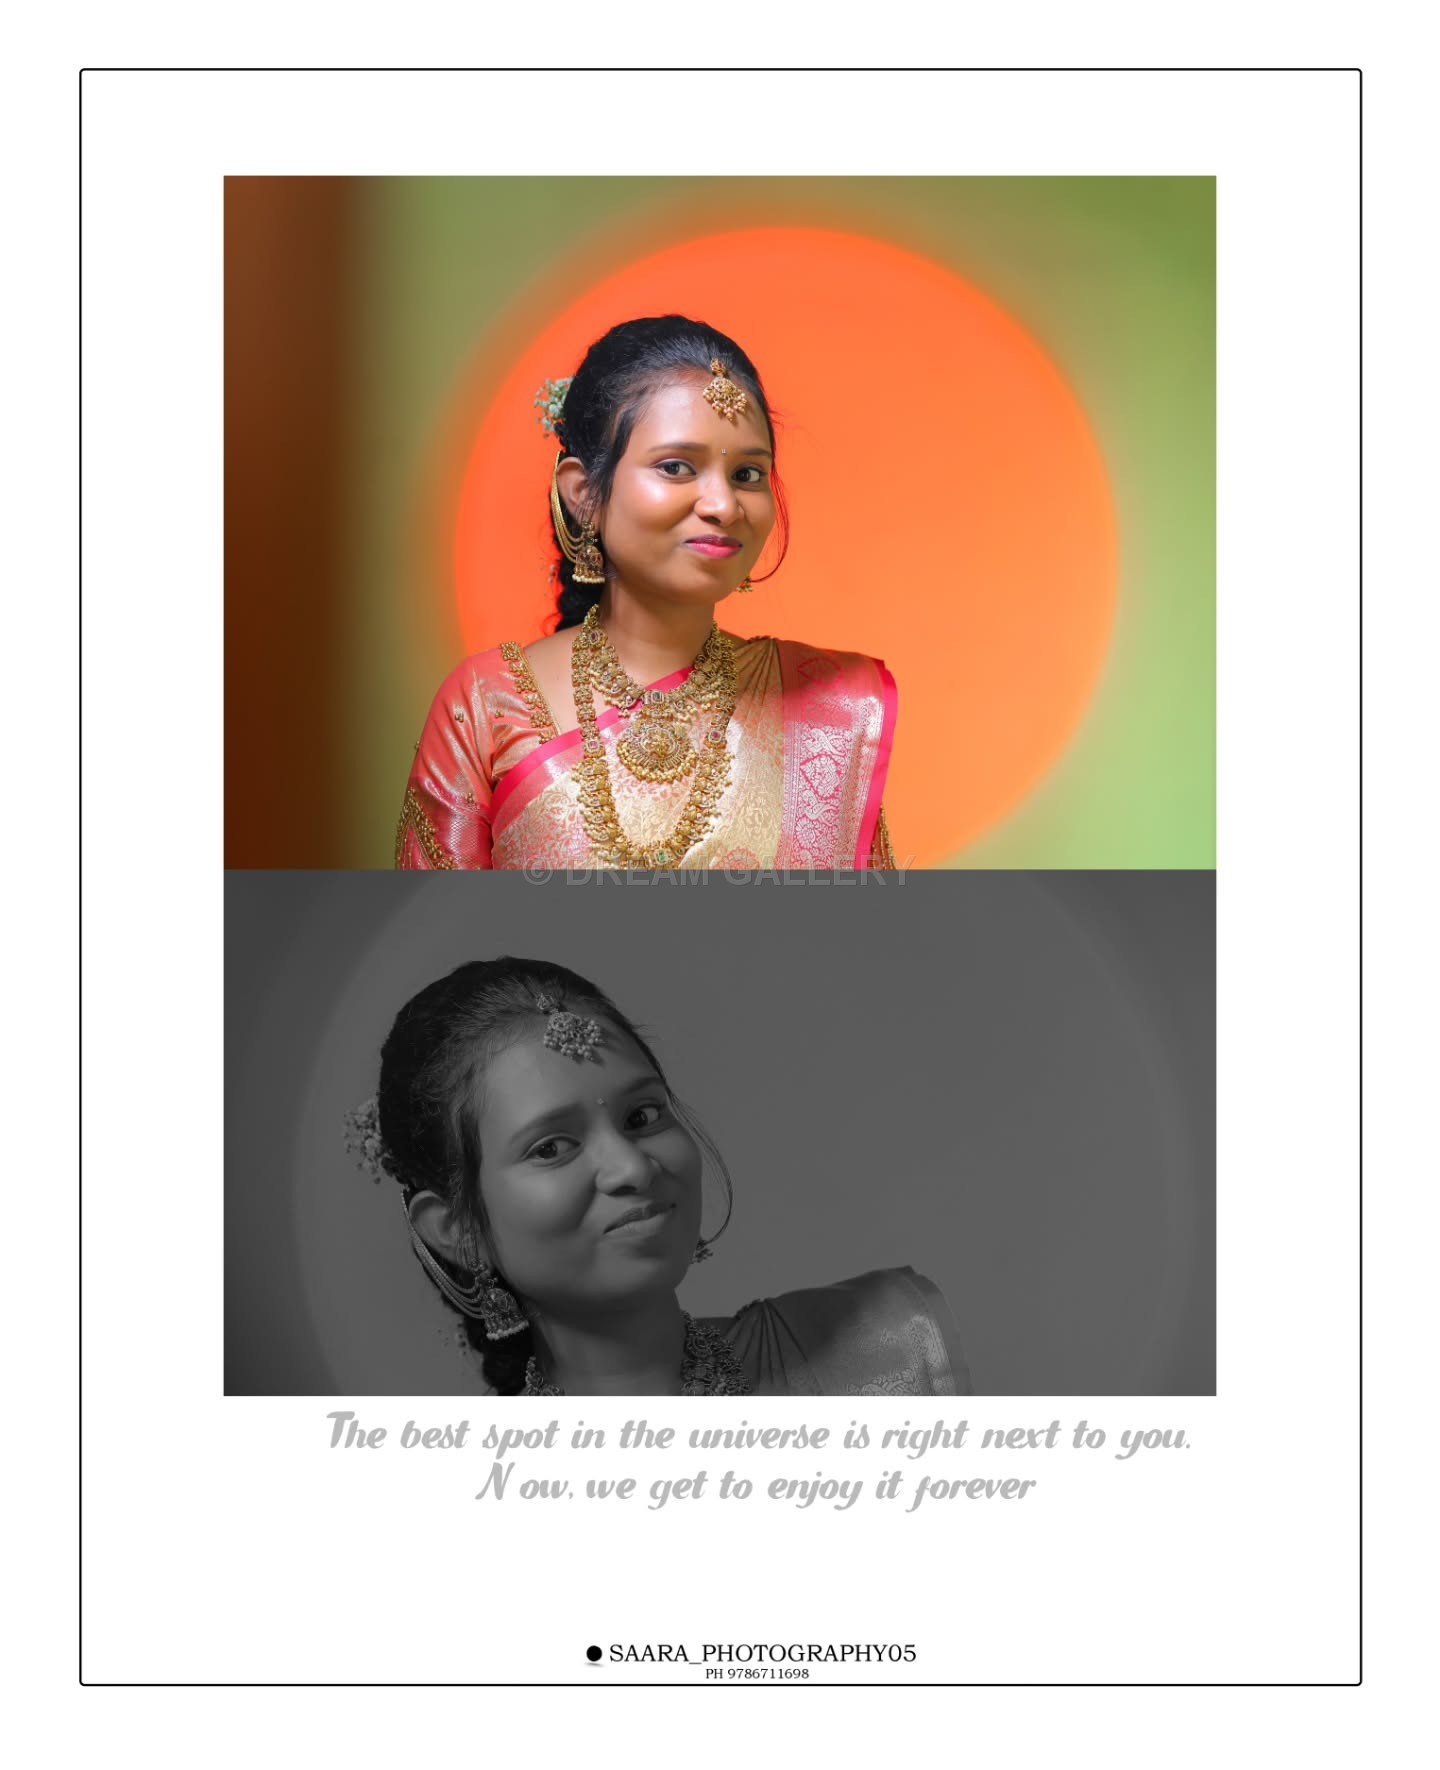 © DREAM GALLERY
The best spot in the universe is right next to you.
Now, we get to enjoy it forever
SAARA_PHOTOGRAPHY05
PH 9786711698